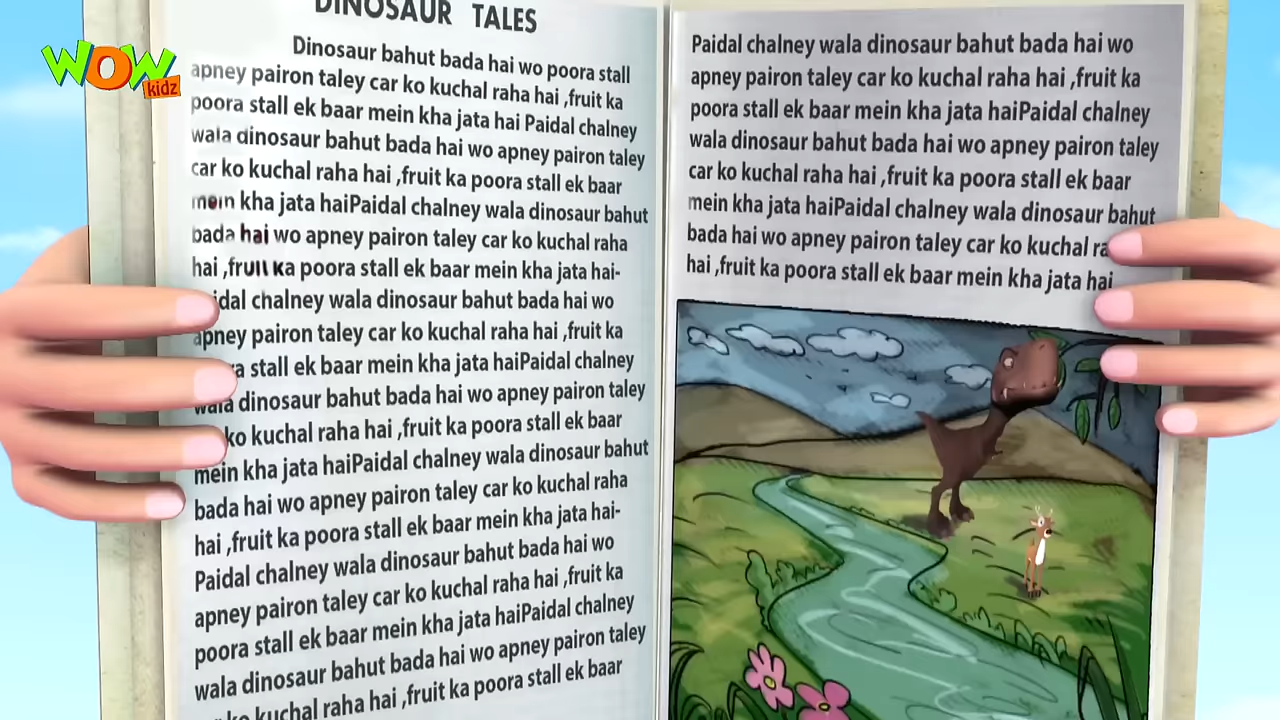 WOW
kidz
DINOSAUR TALES
Dinosaur bahut bada hai wo poora stall
apney pairon taley car ko kuchal raha hai ,fruit ka
poora stall ek baar mein kha jata hai Paidal chalney
wala dinosaur bahut bada hai wo apney pairon taley
car ko kuchal raha hai ,fruit ka poora stall ek baar
mein kha jata haiPaidal chalney wala dinosaur bahut
bada hai wo apney pairon taley car ko kuchal raha
hai ,fruit ka poora stall ek baar mein kha jata hai-
idal chalney wala dinosaur bahut bada hai wo
apney pairon taley car ko kuchal raha hai ,fruit ka
a stall ek baar mein kha jata haiPaidal chalney
wala dinosaur bahut bada hai wo apney pairon taley
ko kuchal raha hai ,fruit ka poora stall ek baar
mein kha jata haiPaidal chalney wala dinosaur bahut
bada hai wo apney pairon taley car ko kuchal raha
hai ,fruit ka poora stall ek baar mein kha jata hai-
Paidal chalney wala dinosaur bahut bada hai wo
apney pairon taley car ko kuchal raha hai ,fruit ka
poora stall ek baar mein kha jata haiPaidal chalney
wala dinosaur bahut bada hai wo apney pairon taley
ko kuchal raha hai ,fruit ka poora stall ek baar
Paidal chalney wala dinosaur bahut bada hai wo
apney pairon taley car ko kuchal raha hai ,fruit ka
poora stall ek baar mein kha jata haiPaidal chalney
wala dinosaur bahut bada hai wo apney pairon taley
car ko kuchal raha hai ,fruit ka poora stall ek baar
mein kha jata haiPaidal chalney wala dinosaur bahut
bada hai wo apney pairon taley car ko kuchal ra
hai ,fruit ka poora stall ek baar mein kha jata hai